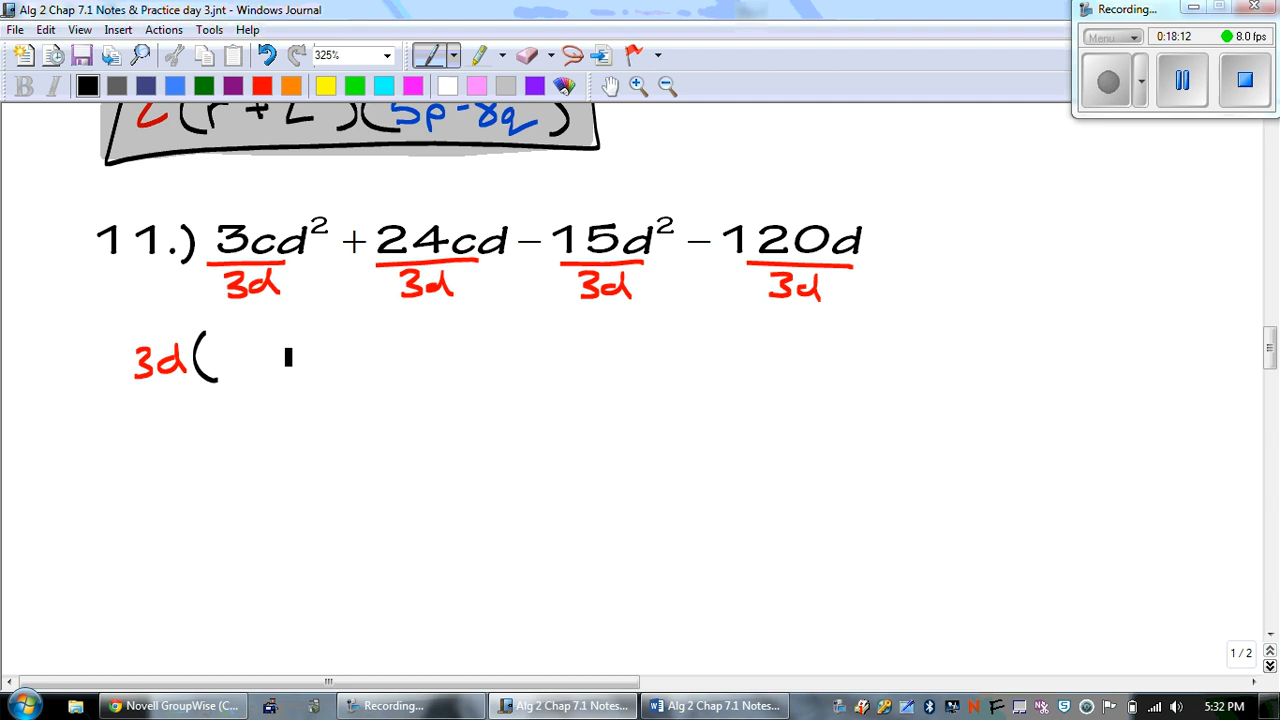 Alg 2 Chap 7.1 Notes & Practice day 3.jnt - Windows Journal
Recording...
File Edit View Insert Actions Tools Help
Menu 0:18:12 8.0 fps
325%
5p - 8q )
11.) 3cd² + 24cd − 15d² − 120d
3d 3d 3d 3d
3d(
1 / 2
Novell GroupWise (C... Recording... Alg 2 Chap 7.1 Notes... Alg 2 Chap 7.1 Notes... 5:32 PM